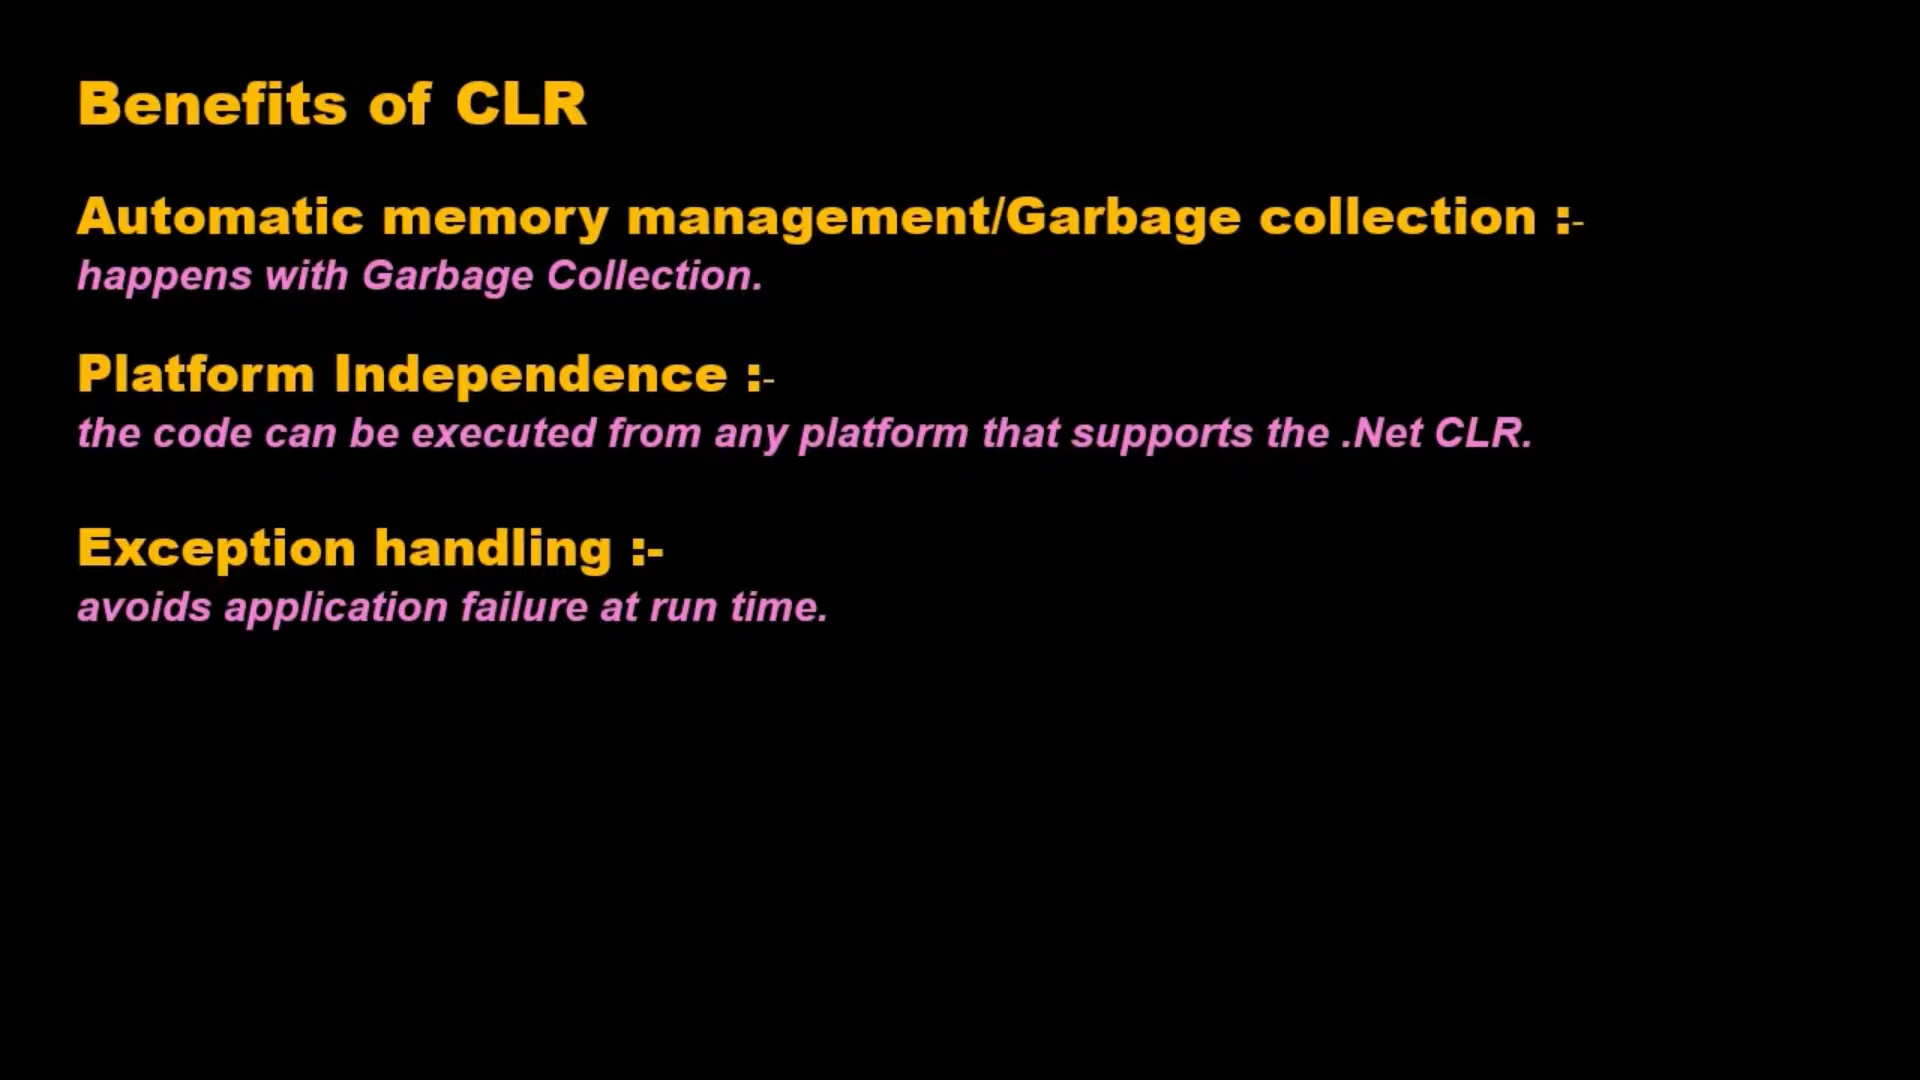 Benefits of CLR
Automatic memory management/Garbage collection :-
happens with Garbage Collection.
Platform Independence :-
the code can be executed from any platform that supports the .Net CLR.
Exception handling :-
avoids application failure at run time.